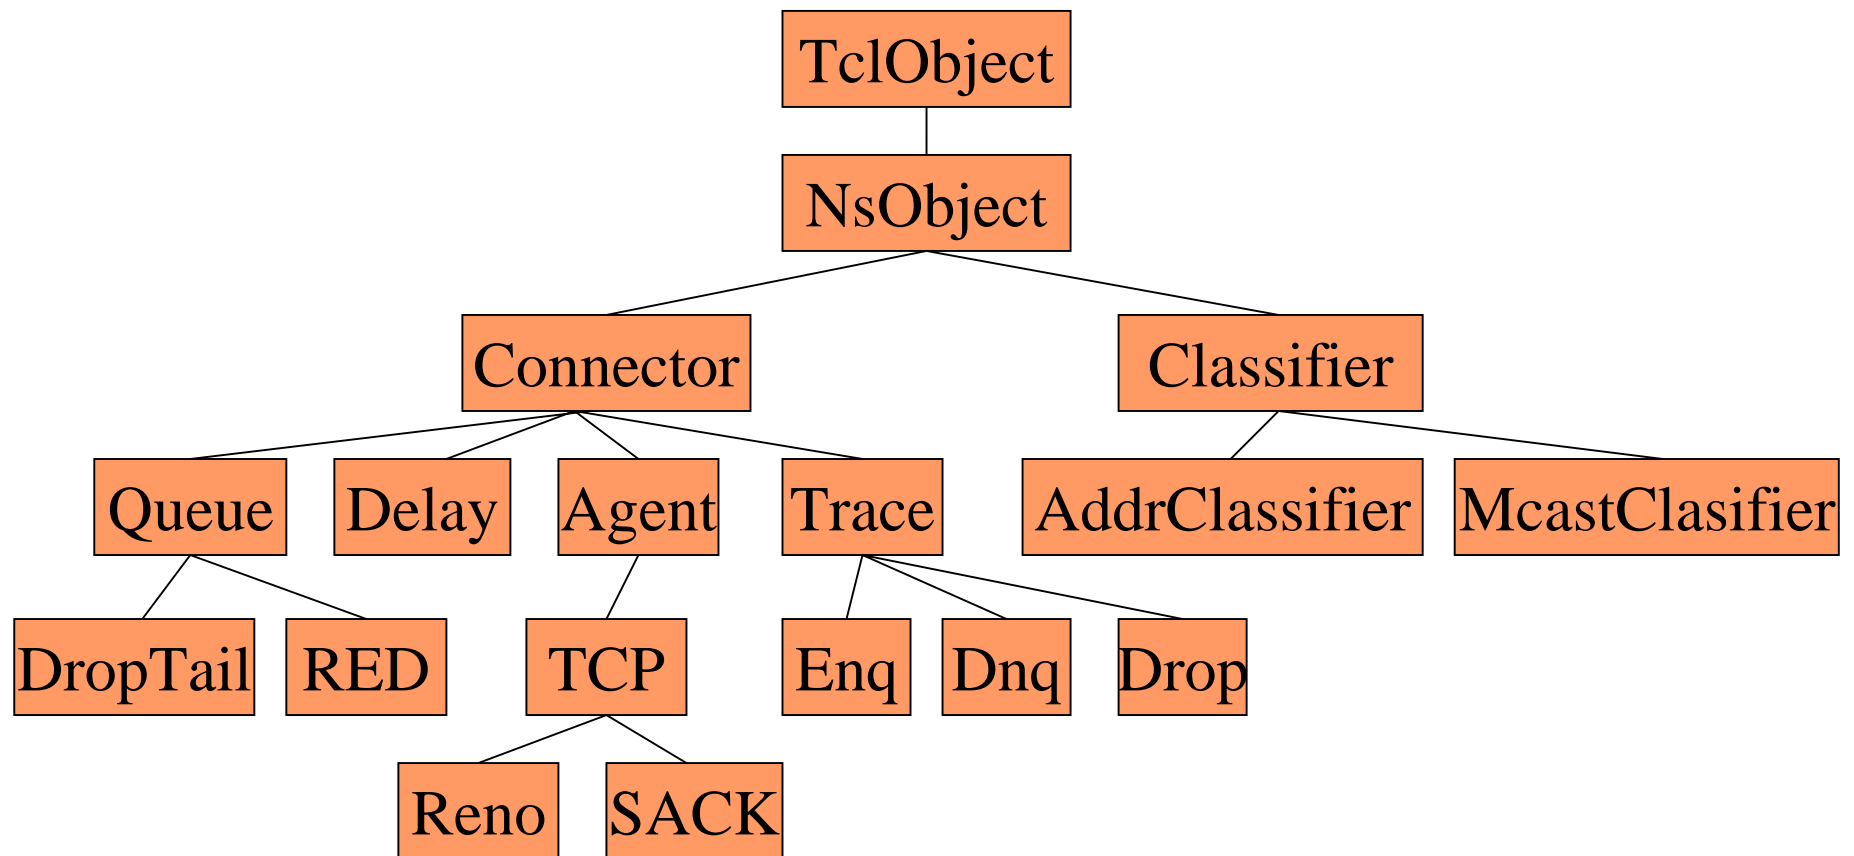 TclObject
NsObject
Connector
Classifier
Queue
Delay
Agent
Trace
AddrClassifier
McastClasifier
DropTail
RED
TCP
Enq
Dnq
Drop
Reno
SACK